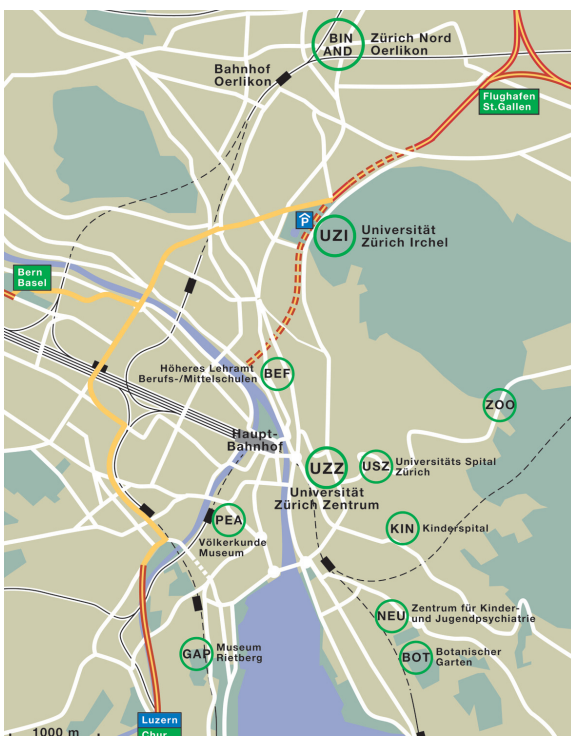 BIN
AND
Zürich Nord
Oerlikon
Bahnhof
Oerlikon
Flughafen
St.Gallen
P
UZI
Universität
Zürich Irchel
Bern
Basel
Höheres Lehramt
Berufs-/Mittelschulen
BEF
ZOO
Haupt-
Bahnhof
UZZ
USZ
Universitäts Spital
Zürich
Universität
Zürich Zentrum
PEA
KIN
Kinderspital
Völkerkunde
Museum
NEU
Zentrum für Kinder-
und Jugendpsychiatrie
GAP
Museum
Rietberg
BOT
Botanischer
Garten
Luzern
Chur
1000 m